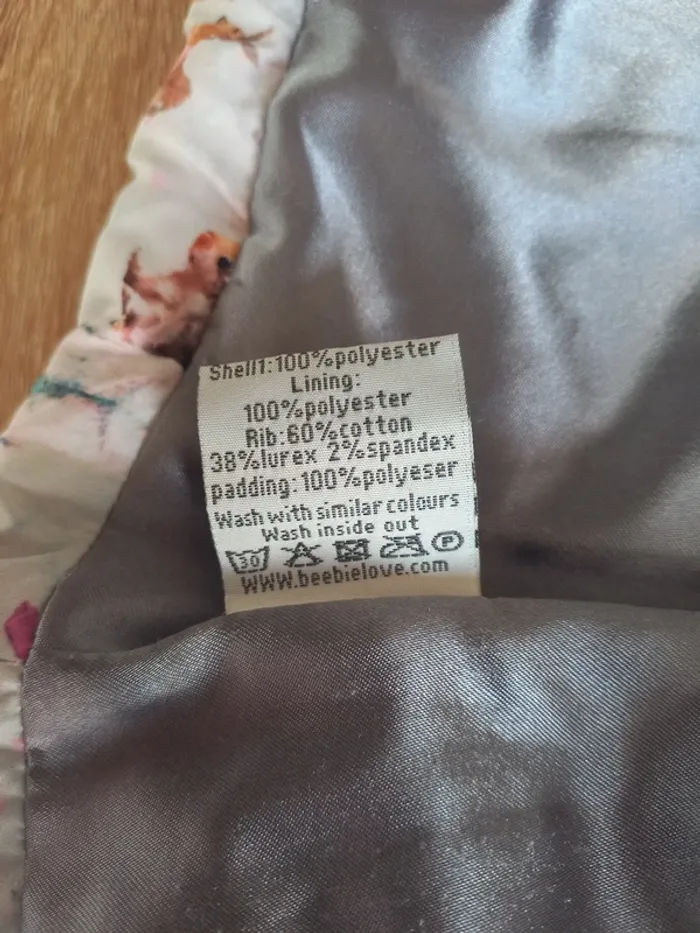 Shell1:100%polyester
Lining:
100%polyester
Rib:60%cotton
38%lurex 2%spandex
padding:100%polyeser
Wash with similar colours
Wash inside out
30 P
WWW.beebielove.com